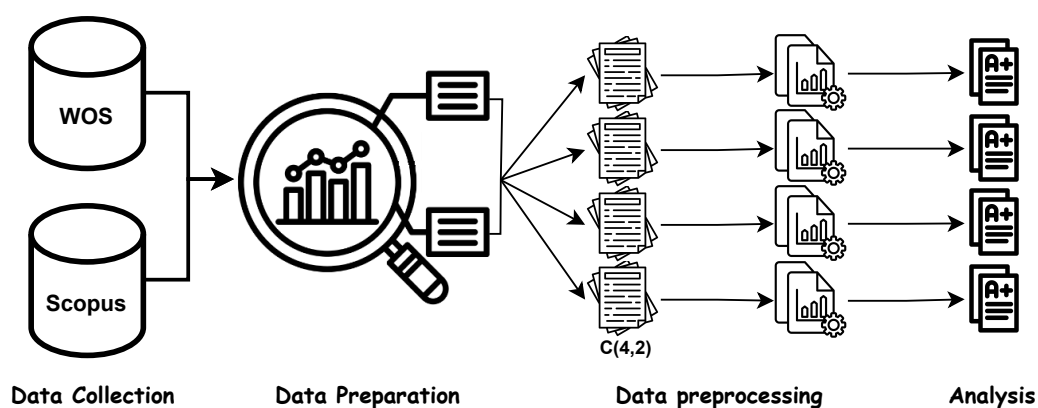 WOS
Scopus
A+
A+
A+
A+
C(4,2)
Data Collection Data Preparation Data preprocessing Analysis